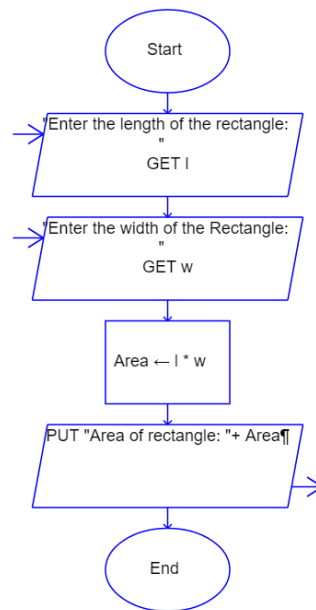 Start
"Enter the length of the rectangle:
"
GET l
"Enter the width of the Rectangle:
"
GET w
Area ← l * w
PUT "Area of rectangle: "+ Area¶
End